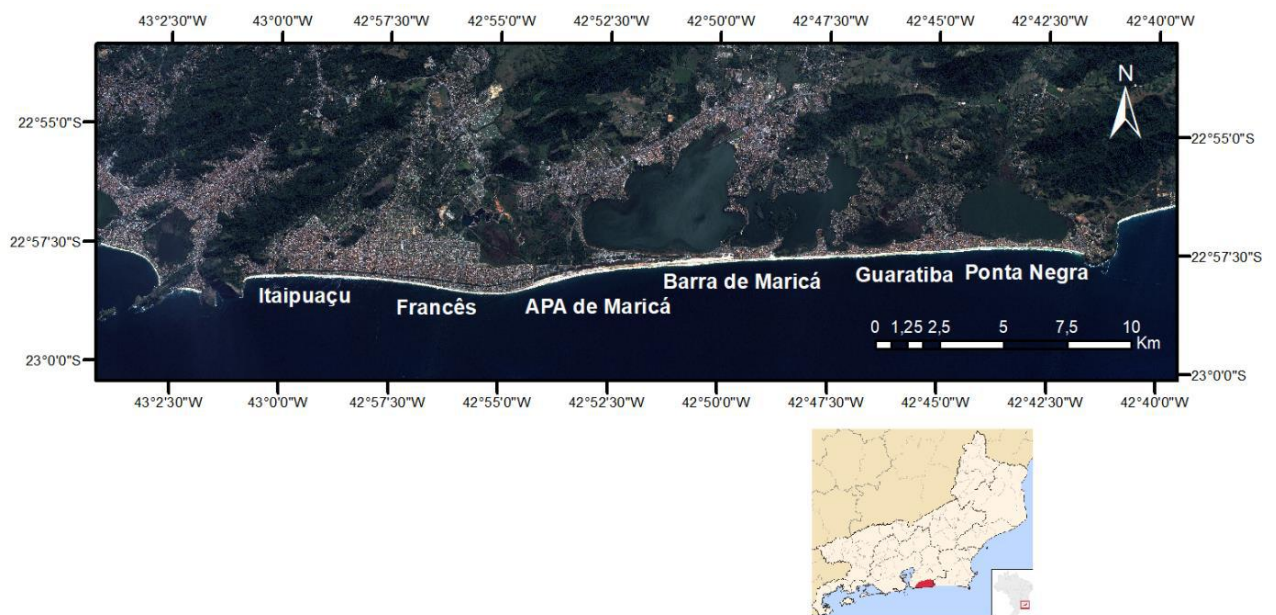 43°2'30"W 43°0'0"W 42°57'30"W 42°55'0"W 42°52'30"W 42°50'0"W 42°47'30"W 42°45'0"W 42°42'30"W 42°40'0"W
N
22°55'0"S
22°55'0"S
22°57'30"S
22°57'30"S
Itaipuaçu Francês APA de Maricá Barra de Maricá Guaratiba Ponta Negra
0 1,25 2,5 5 7,5 10
Km
23°0'0"S
23°0'0"S
43°2'30"W 43°0'0"W 42°57'30"W 42°55'0"W 42°52'30"W 42°50'0"W 42°47'30"W 42°45'0"W 42°42'30"W 42°40'0"W